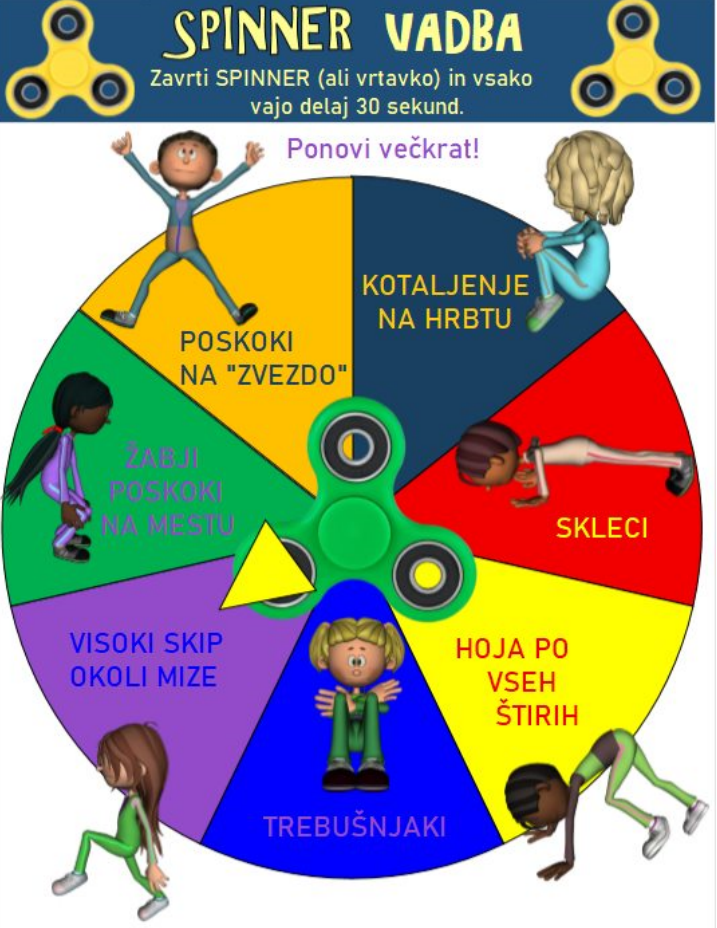 SPINNER VADBA
Zavrti SPINNER (ali vrtavko) in vsako
vajo delaj 30 sekund.
Ponovi večkrat!
KOTALJENJE
NA HRBTU
POSKOKI
NA "ZVEZDO"
ŽABJI
POSKOKI
NA MESTU
SKLECI
VISOKI SKIP
OKOLI MIZE
HOJA PO
VSEH
ŠTIRIH
TREBUŠNJAKI